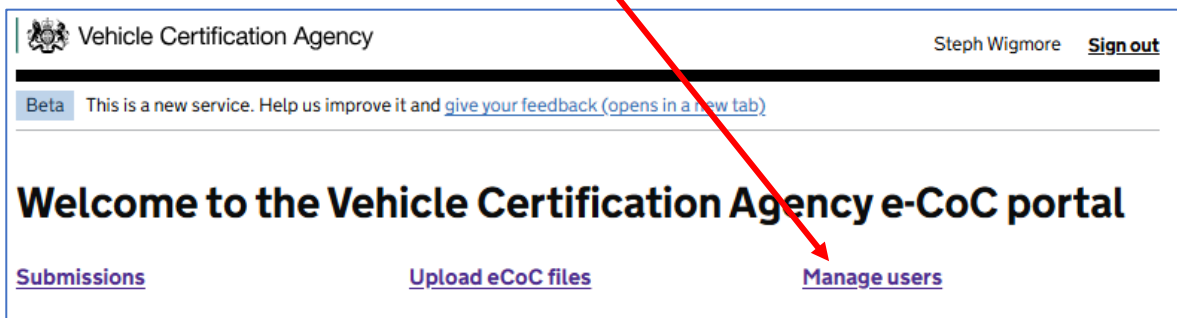 Vehicle Certification Agency
Steph Wigmore Sign out
Beta This is a new service. Help us improve it and give your feedback (opens in a new tab)
Welcome to the Vehicle Certification Agency e-CoC portal
Submissions Upload eCoC files Manage users